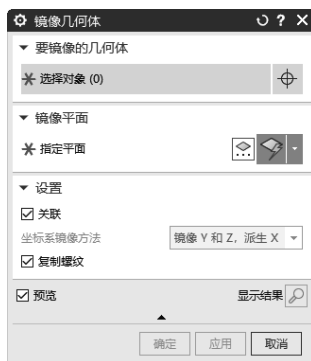 镜像几何体
要镜像的几何体
选择对象 (0)
镜像平面
指定平面
设置
关联
坐标系镜像方法 镜像 Y 和 Z，派生 X
复制螺纹
预览 显示结果
确定 应用 取消